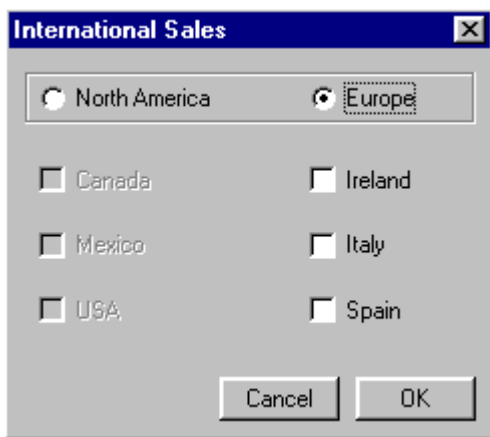 International Sales
North America Europe
Canada Ireland
Mexico Italy
USA Spain
Cancel OK